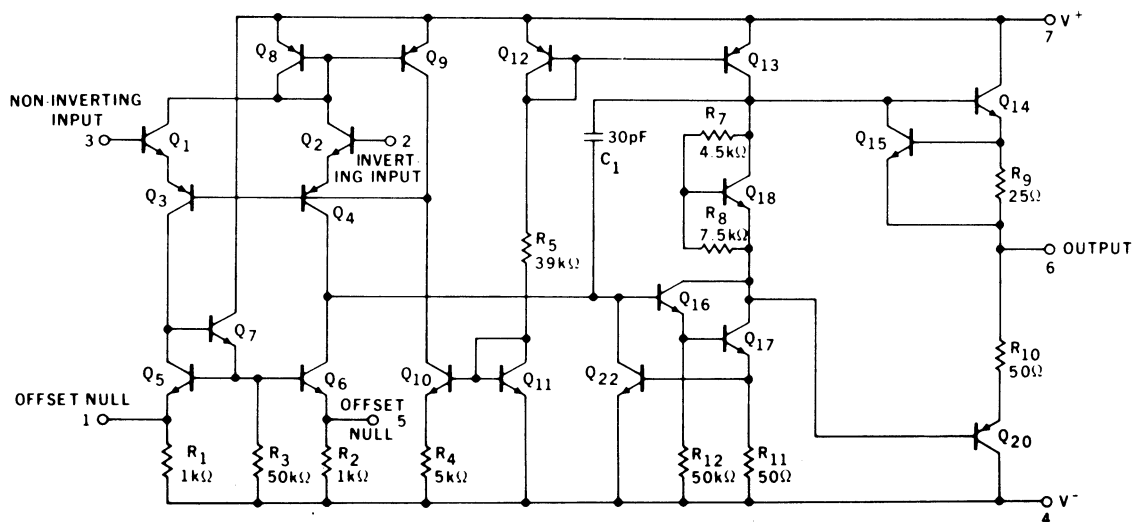 V+
7
Q8
Q9
Q12
Q13
Q14
NON-INVERTING
INPUT
3
Q1
Q2
2
INVERT-
ING INPUT
30pF
C1
R7
4.5kΩ
Q15
Q3
Q4
Q18
R8
7.5kΩ
R9
25Ω
R5
39kΩ
OUTPUT
6
Q7
Q16
Q17
R10
50Ω
Q5
Q6
Q10
Q11
Q22
OFFSET NULL
1
OFFSET
NULL
5
Q20
R1
1kΩ
R3
50kΩ
R2
1kΩ
R4
5kΩ
R12
50kΩ
R11
50Ω
V-
4